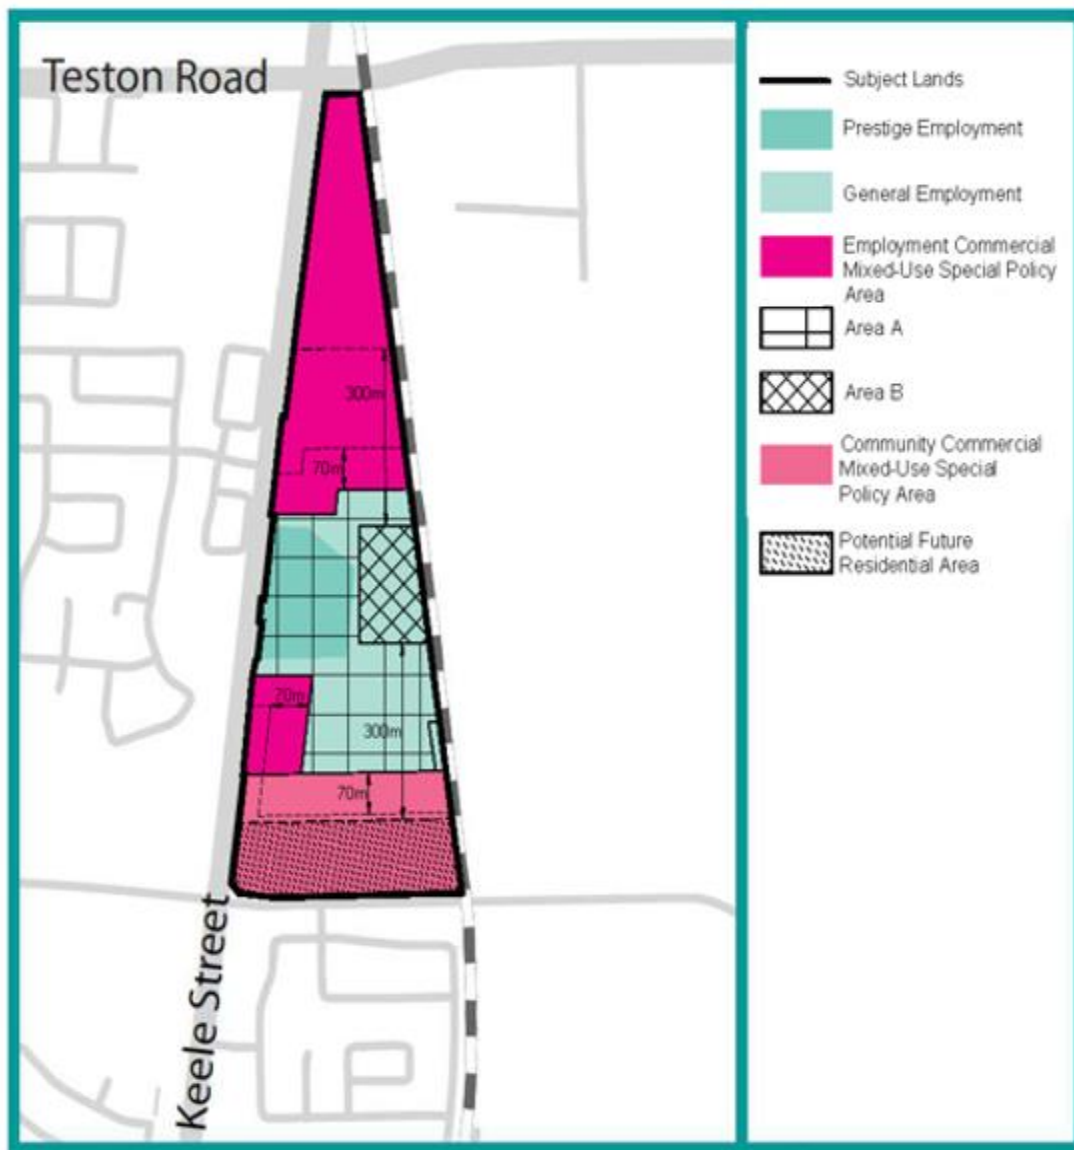 Teston Road
300m
70m
70m
300m
70m
Keele Street
Subject Lands
Prestige Employment
General Employment
Employment Commercial
Mixed-Use Special Policy
Area
Area A
Area B
Community Commercial
Mixed-Use Special
Policy Area
Potential Future
Residential Area